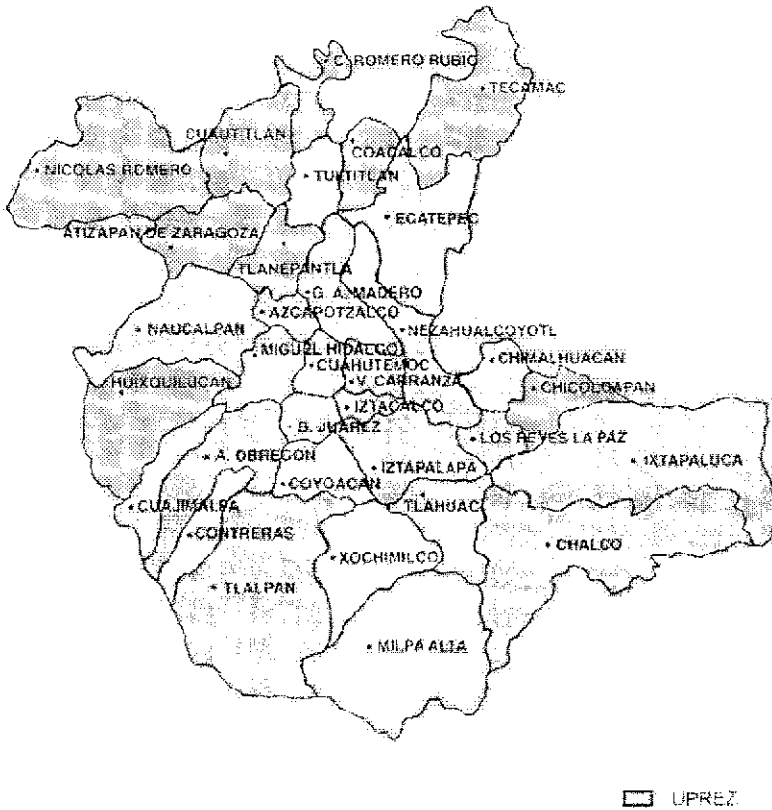 C. ROMERO RUBIO
TECAMAC
CUAUTITLAN
COACALCO
NICOLAS ROMERO
TULTITLAN
ECATEPEC
ATIZAPAN DE ZARAGOZA
TLANEPANTLA
G. A. MADERO
AZCAPOTZALCO
NAUCALPAN
NEZAHUALCOYOTL
MIGUEL HIDALGO
CHIMALHUACAN
CUAHUTEMOC
HUIXQUILUCAN
V. CARRANZA
CHICOLOAPAN
IZTACALCO
B. JUAREZ
LOS REYES LA PAZ
A. OBREGON
IZTAPALAPA
IXTAPALUCA
COYOACAN
CUAJIMALPA
TLAHUAC
CONTRERAS
CHALCO
XOCHIMILCO
TLALPAN
MILPA ALTA
UPREZ